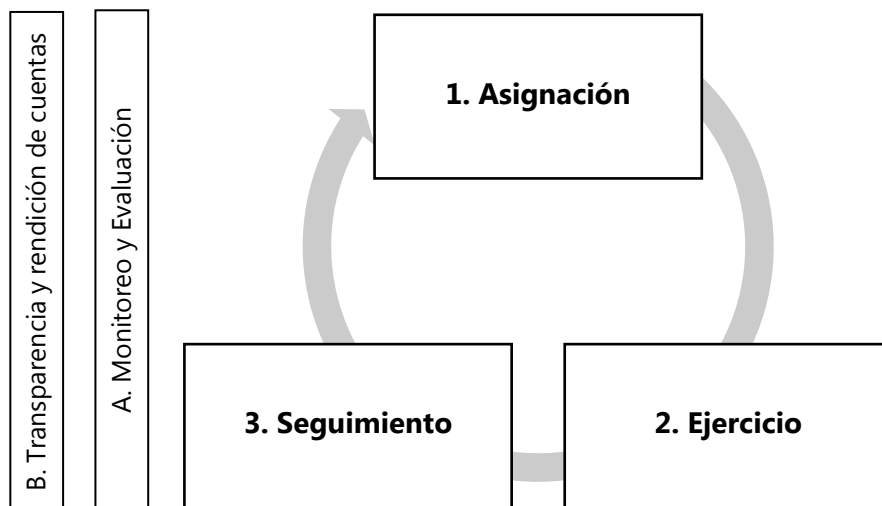 B. Transparencia y rendición de cuentas
A. Monitoreo y Evaluación
1. Asignación
3. Seguimiento
2. Ejercicio